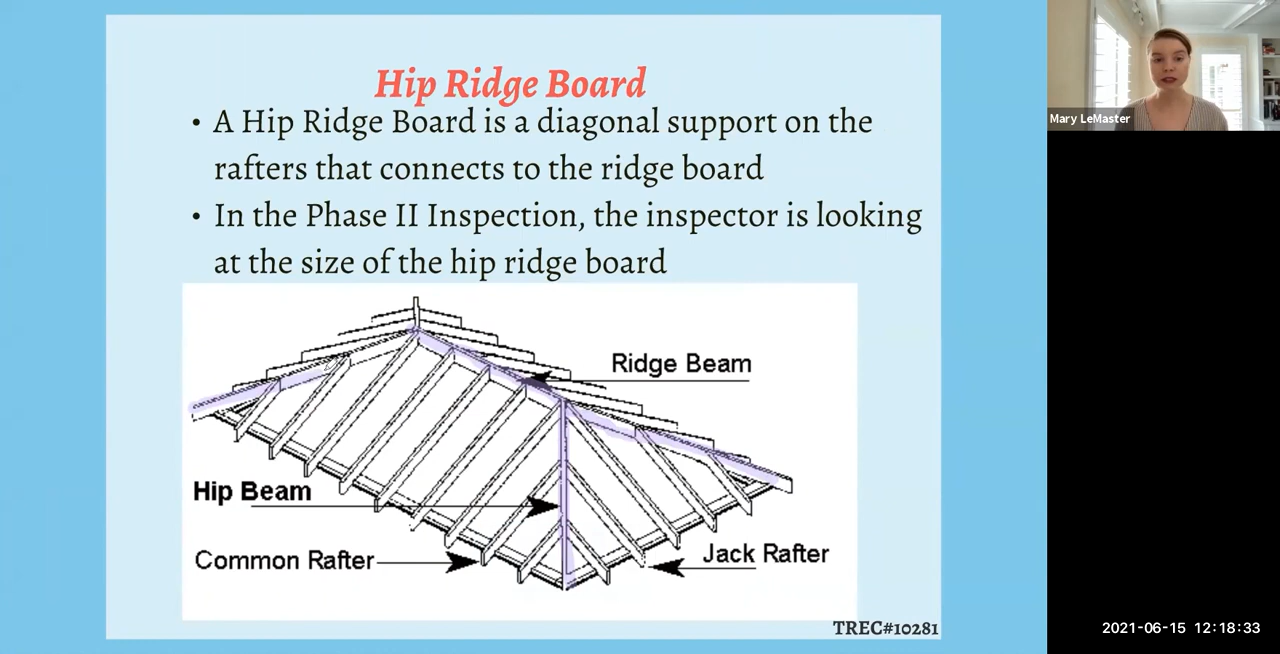 Hip Ridge Board
• A Hip Ridge Board is a diagonal support on the
rafters that connects to the ridge board
• In the Phase II Inspection, the inspector is looking
at the size of the hip ridge board
Ridge Beam
Hip Beam
Common Rafter
Jack Rafter
TREC#10281
Mary LeMaster
2021-06-15 12:18:33